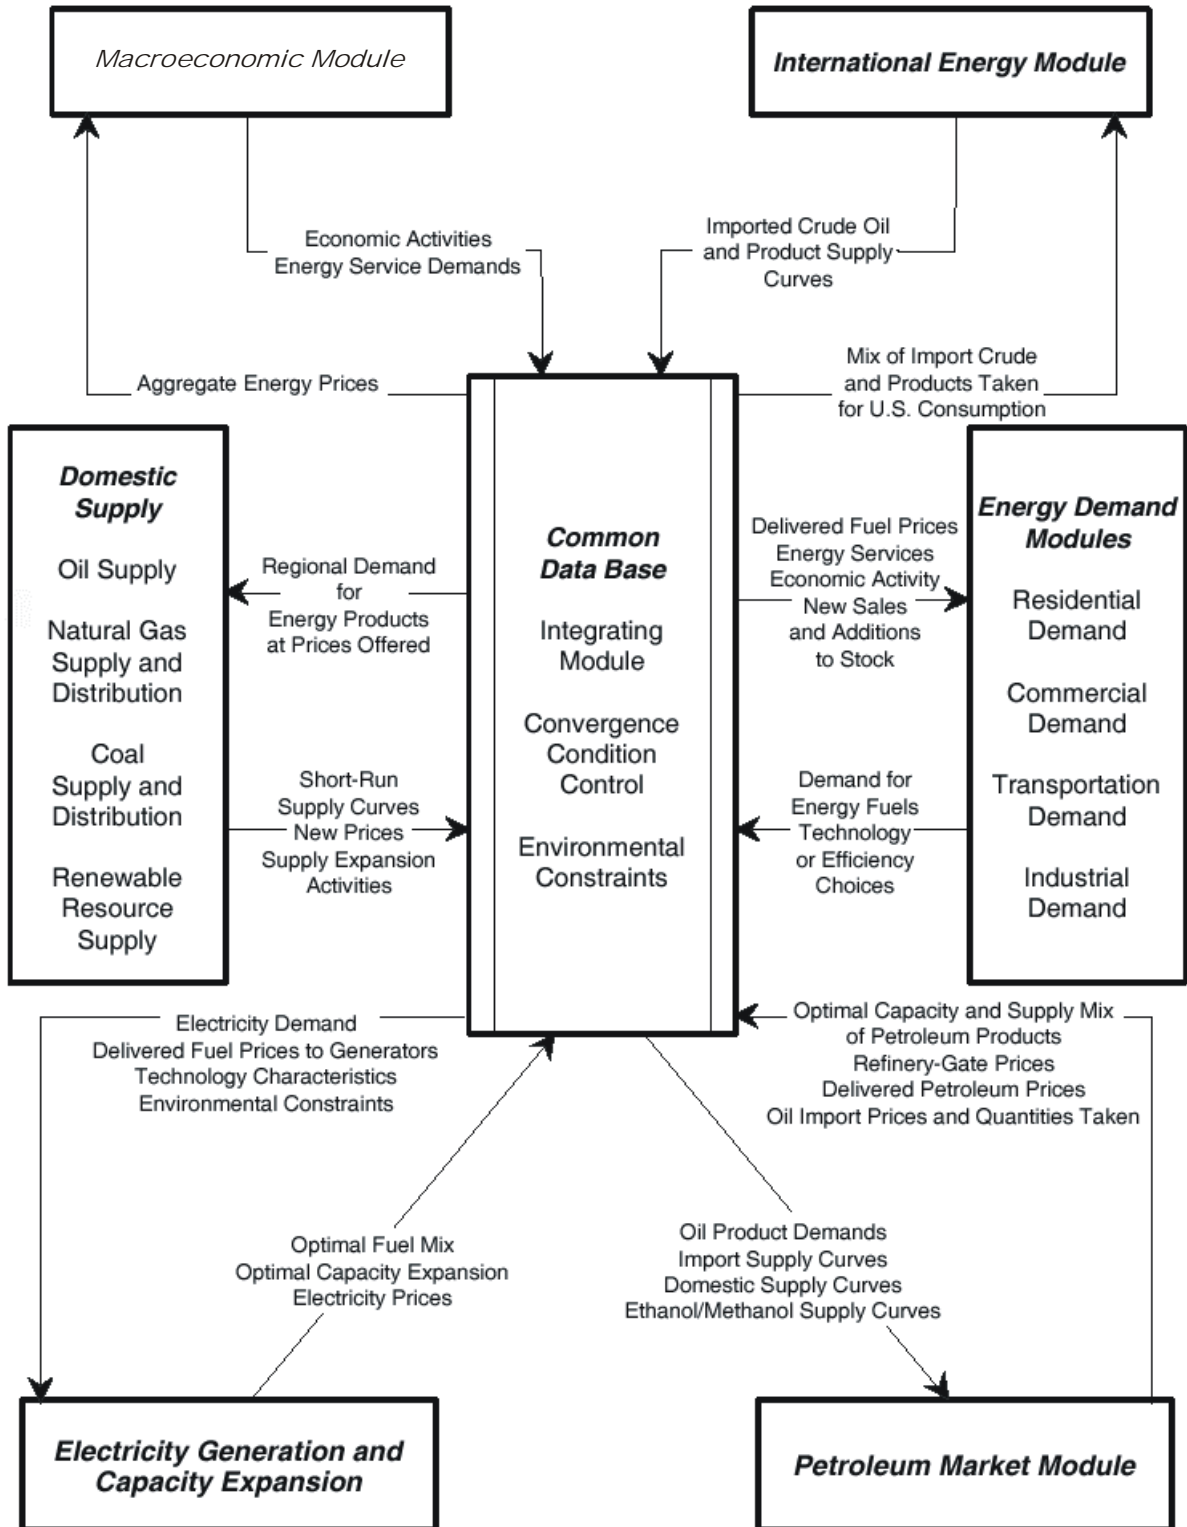 Macroeconomic Module
International Energy Module
Economic Activities
Energy Service Demands
Imported Crude Oil
and Product Supply
Curves
Aggregate Energy Prices
Mix of Import Crude
and Products Taken
for U.S. Consumption
Domestic
Supply
Oil Supply
Natural Gas
Supply and
Distribution
Coal
Supply and
Distribution
Renewable
Resource
Supply
Regional Demand
for
Energy Products
at Prices Offered
Short-Run
Supply Curves
New Prices
Supply Expansion
Activities
Common
Data Base
Integrating
Module
Convergence
Condition
Control
Environmental
Constraints
Delivered Fuel Prices
Energy Services
Economic Activity
New Sales
and Additions
to Stock
Demand for
Energy Fuels
Technology
or Efficiency
Choices
Energy Demand
Modules
Residential
Demand
Commercial
Demand
Transportation
Demand
Industrial
Demand
Electricity Demand
Delivered Fuel Prices to Generators
Technology Characteristics
Environmental Constraints
Optimal Capacity and Supply Mix
of Petroleum Products
Refinery-Gate Prices
Delivered Petroleum Prices
Oil Import Prices and Quantities Taken
Optimal Fuel Mix
Optimal Capacity Expansion
Electricity Prices
Oil Product Demands
Import Supply Curves
Domestic Supply Curves
Ethanol/Methanol Supply Curves
Electricity Generation and
Capacity Expansion
Petroleum Market Module